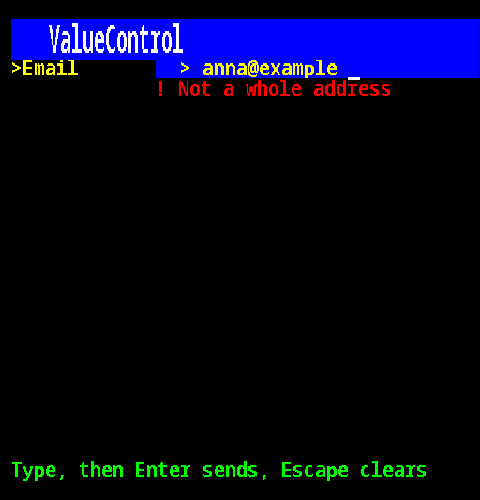 ValueControl
>Email > anna@example _
! Not a whole address
Type, then Enter sends, Escape clears